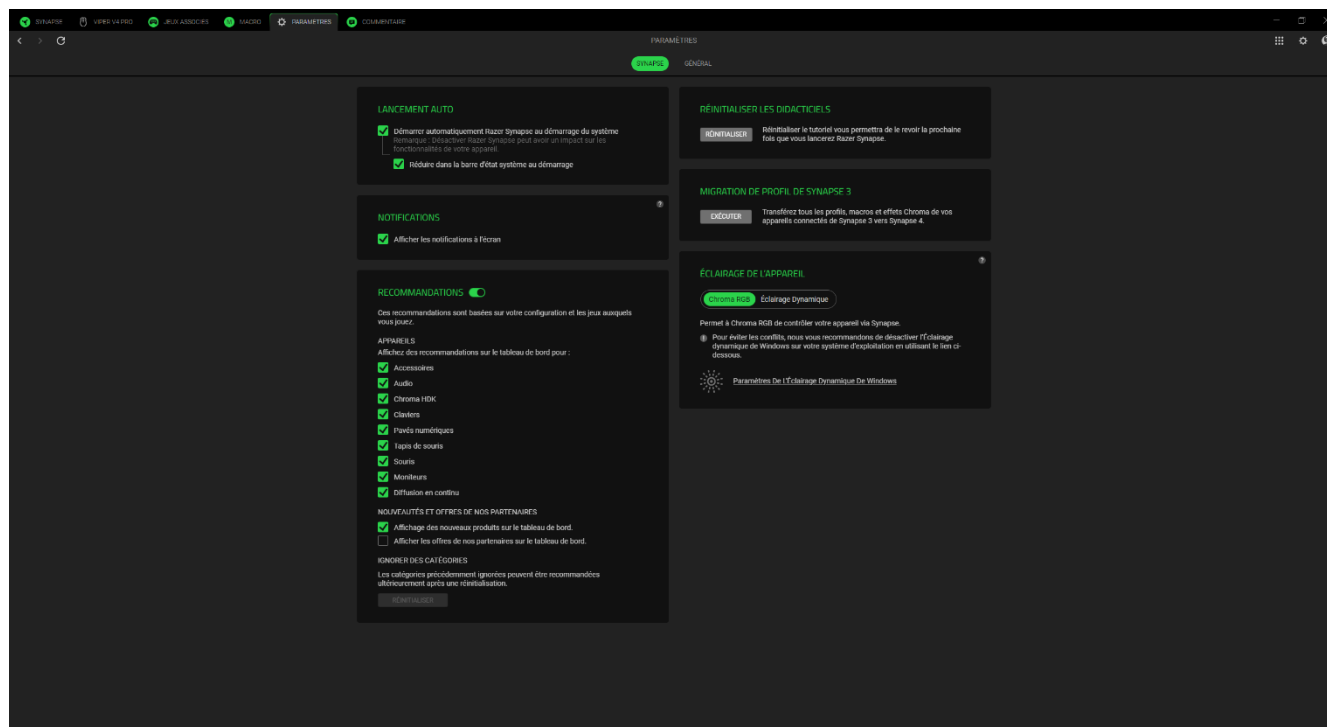 SYNAPSE
VIPER V4 PRO
JEUX ASSOCIÉS
MACRO
PARAMÈTRES
COMMENTAIRE
PARAMÈTRES
SYNAPSE
GÉNÉRAL
LANCEMENT AUTO
Démarrer automatiquement Razer Synapse au démarrage du système
Remarque : Désactiver Razer Synapse peut avoir un impact sur les
fonctionnalités de votre appareil.
Réduire dans la barre d'état système au démarrage
NOTIFICATIONS
Afficher les notifications à l'écran
RECOMMANDATIONS
Ces recommandations sont basées sur votre configuration et les jeux auxquels
vous jouez.
APPAREILS
Affichez des recommandations sur le tableau de bord pour :
Accessoires
Audio
Chroma HDK
Claviers
Pavés numériques
Tapis de souris
Souris
Moniteurs
Diffusion en continu
NOUVEAUTÉS ET OFFRES DE NOS PARTENAIRES
Affichage des nouveaux produits sur le tableau de bord.
Afficher les offres de nos partenaires sur le tableau de bord.
IGNORER DES CATÉGORIES
Les catégories précédemment ignorées peuvent être recommandées
ultérieurement après une réinitialisation.
RÉINITIALISER
RÉINITIALISER LES DIDACTICIELS
RÉINITIALISER
Réinitialiser le tutoriel vous permettra de le revoir la prochaine
fois que vous lancerez Razer Synapse.
MIGRATION DE PROFIL DE SYNAPSE 3
EXÉCUTER
Transférez tous les profils, macros et effets Chroma de vos
appareils connectés de Synapse 3 vers Synapse 4.
ÉCLAIRAGE DE L'APPAREIL
Chroma RGB
Éclairage Dynamique
Permet à Chroma RGB de contrôler votre appareil via Synapse.
Pour éviter les conflits, nous vous recommandons de désactiver l'Éclairage
dynamique de Windows sur votre système d'exploitation en utilisant le lien ci-
dessous.
Paramètres De L'Éclairage Dynamique De Windows